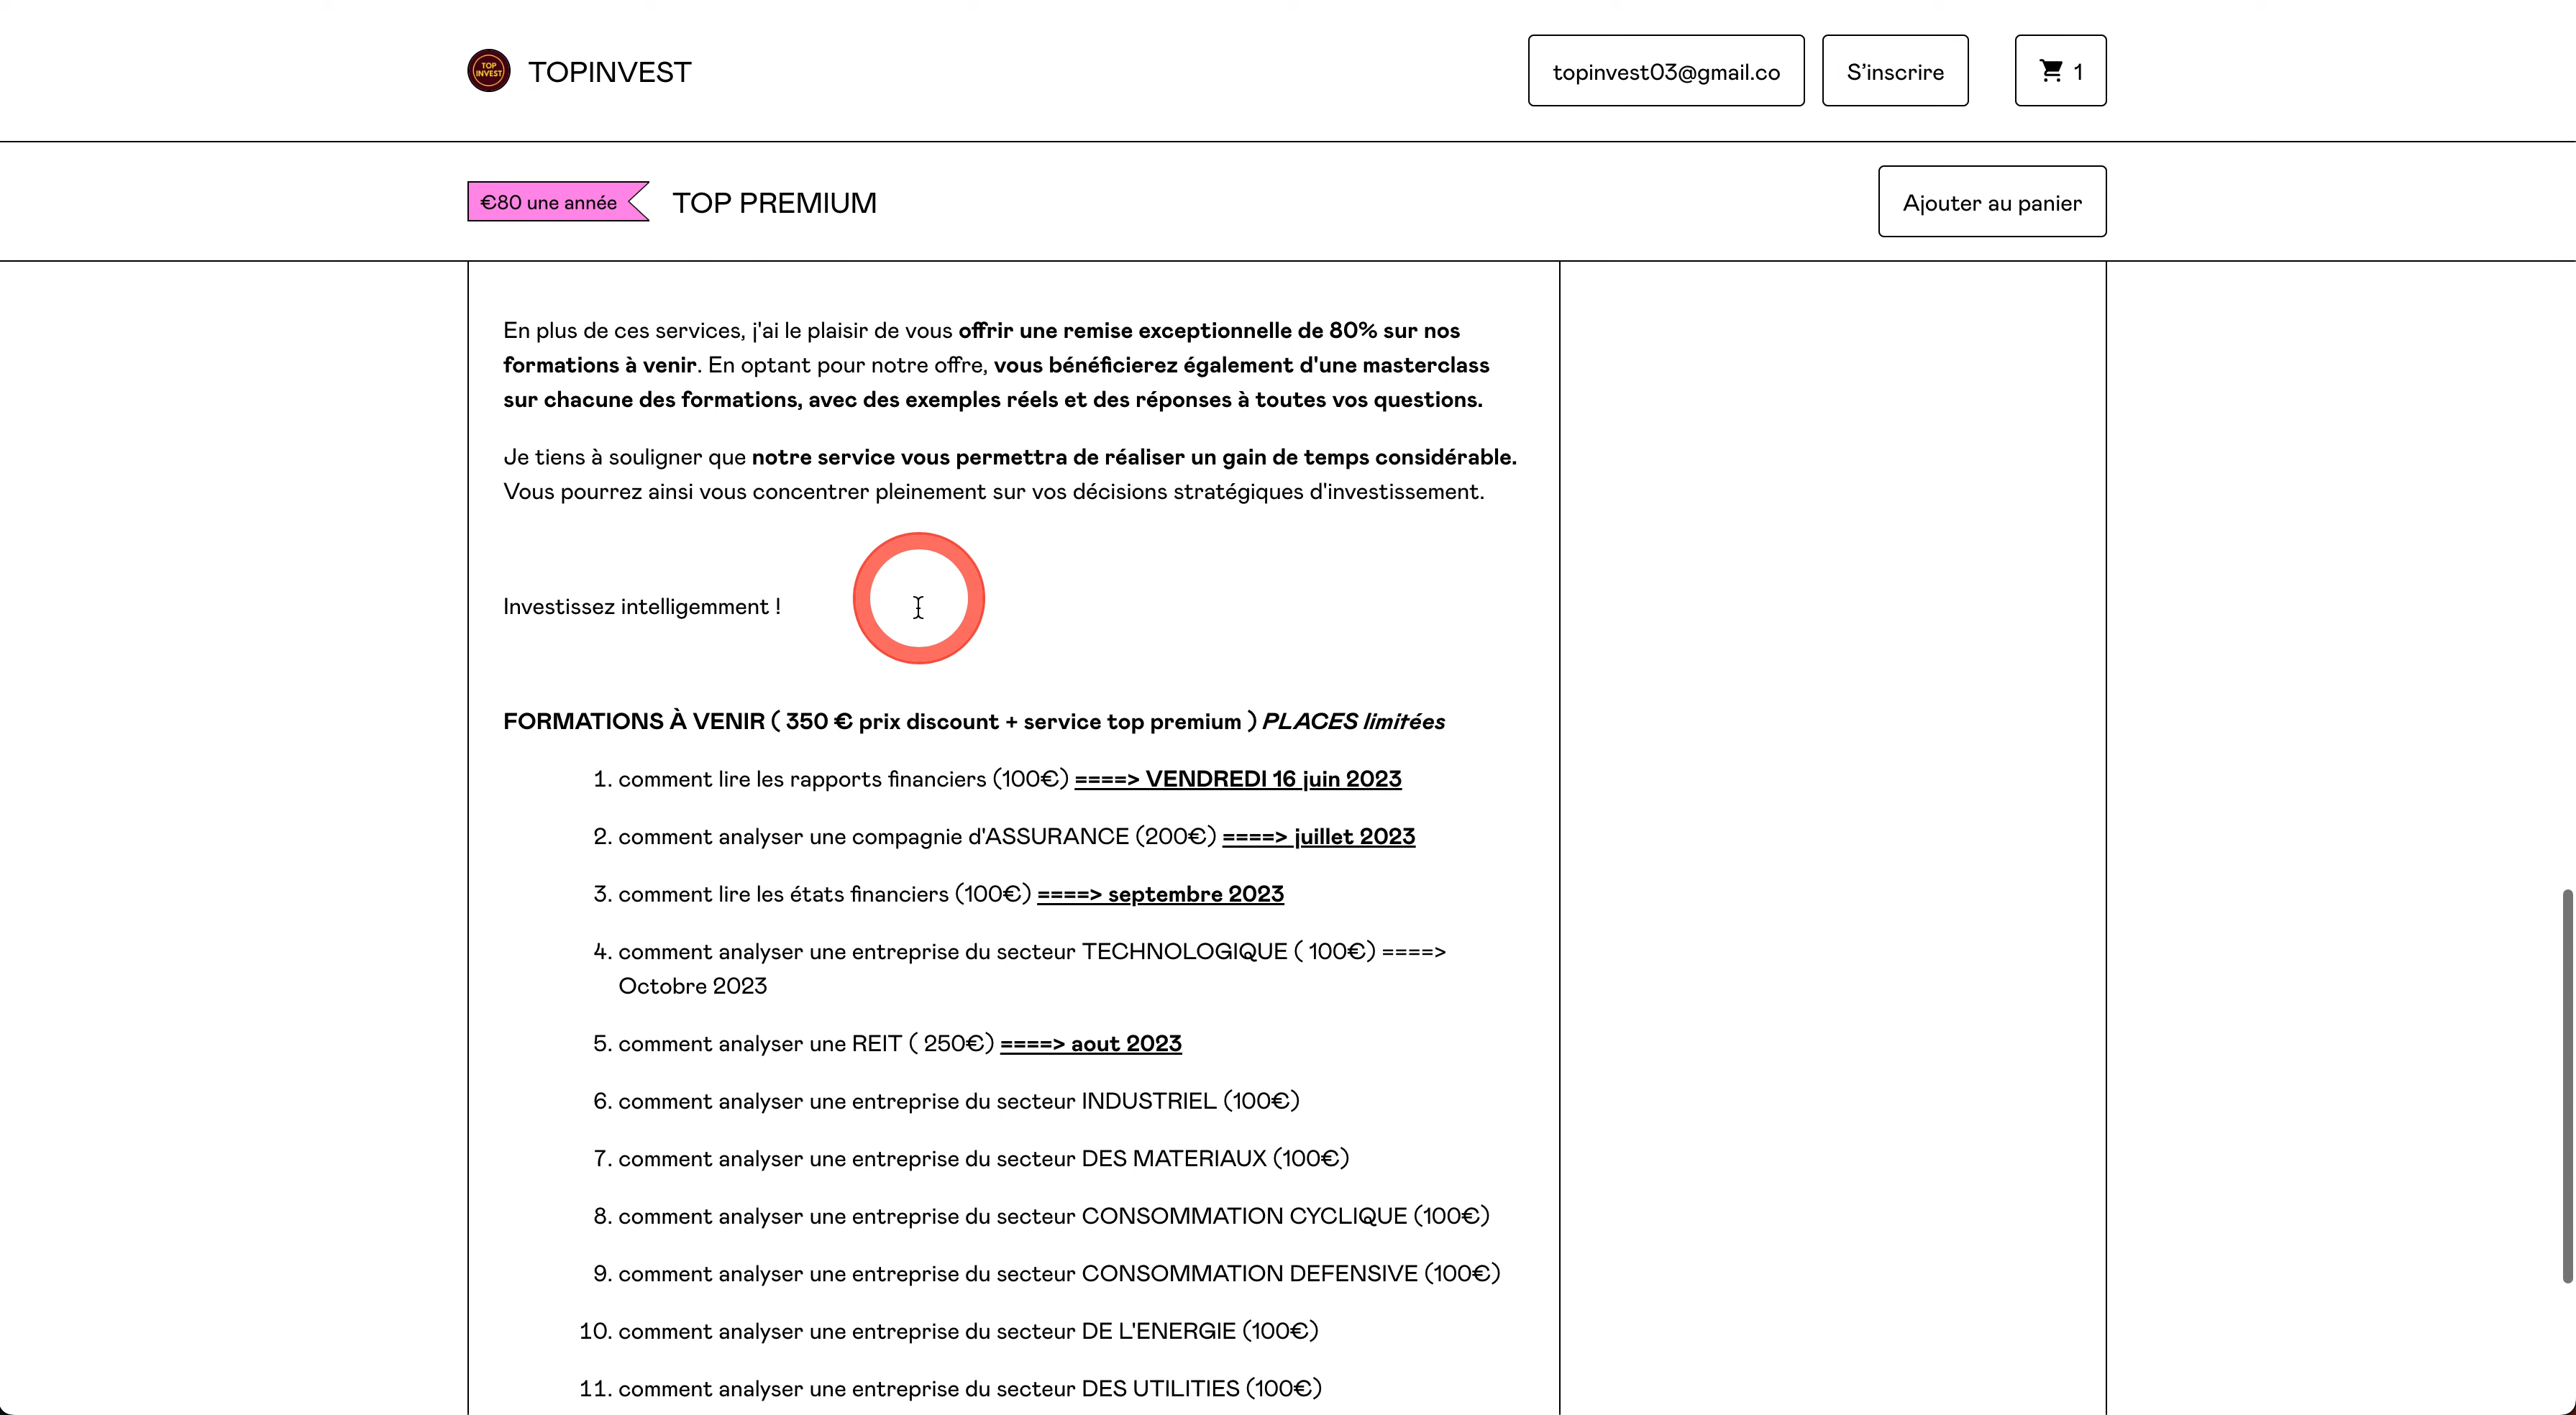 TOP INVEST
TOPINVEST
topinvest03@gmail.co
S'inscrire
1
€80 une année
TOP PREMIUM
Ajouter au panier
En plus de ces services, j'ai le plaisir de vous offrir une remise exceptionnelle de 80% sur nos
formations à venir. En optant pour notre offre, vous bénéficierez également d'une masterclass
sur chacune des formations, avec des exemples réels et des réponses à toutes vos questions.
Je tiens à souligner que notre service vous permettra de réaliser un gain de temps considérable.
Vous pourrez ainsi vous concentrer pleinement sur vos décisions stratégiques d'investissement.
Investissez intelligemment !
FORMATIONS À VENIR ( 350 € prix discount + service top premium ) PLACES limitées
1. comment lire les rapports financiers (100€) ====> VENDREDI 16 juin 2023
2. comment analyser une compagnie d'ASSURANCE (200€) ====> juillet 2023
3. comment lire les états financiers (100€) ====> septembre 2023
4. comment analyser une entreprise du secteur TECHNOLOGIQUE ( 100€) ====>
Octobre 2023
5. comment analyser une REIT ( 250€) ====> aout 2023
6. comment analyser une entreprise du secteur INDUSTRIEL (100€)
7. comment analyser une entreprise du secteur DES MATERIAUX (100€)
8. comment analyser une entreprise du secteur CONSOMMATION CYCLIQUE (100€)
9. comment analyser une entreprise du secteur CONSOMMATION DEFENSIVE (100€)
10. comment analyser une entreprise du secteur DE L'ENERGIE (100€)
11. comment analyser une entreprise du secteur DES UTILITIES (100€)